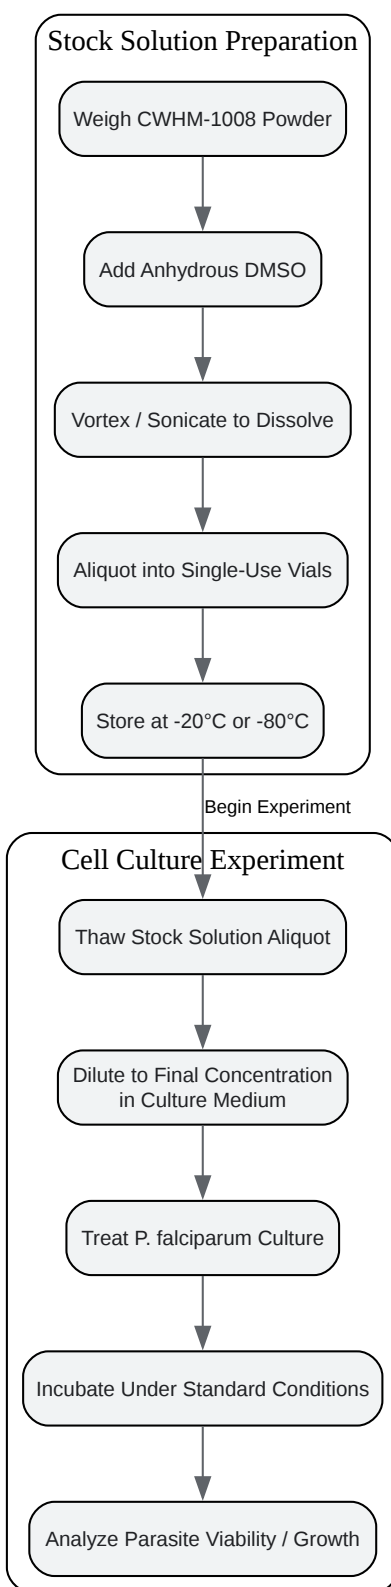 Stock Solution Preparation
Weigh CWHM-1008 Powder
Add Anhydrous DMSO
Vortex / Sonicate to Dissolve
Aliquot into Single-Use Vials
Store at -20°C or -80°C
Begin Experiment
Cell Culture Experiment
Thaw Stock Solution Aliquot
Dilute to Final Concentration
in Culture Medium
Treat P. falciparum Culture
Incubate Under Standard Conditions
Analyze Parasite Viability / Growth